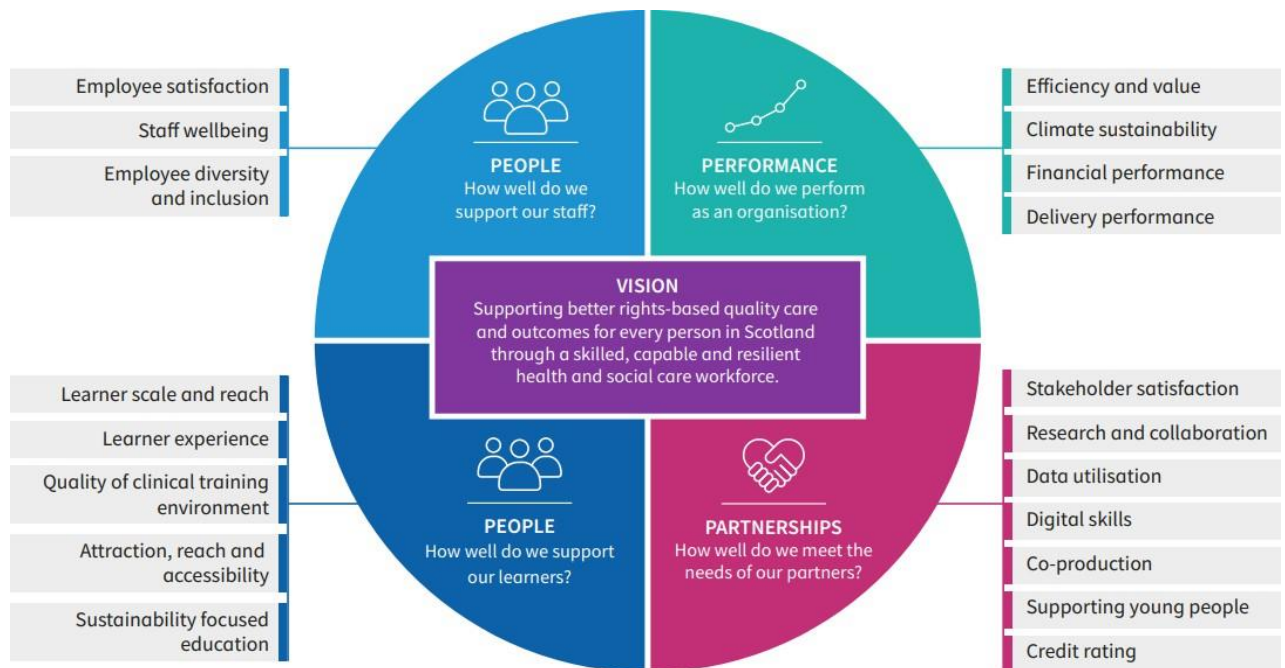 Employee satisfaction
Staff wellbeing
Employee diversity
and inclusion
PEOPLE
How well do we
support our staff?
PERFORMANCE
How well do we perform
as an organisation?
Efficiency and value
Climate sustainability
Financial performance
Delivery performance
VISION
Supporting better rights-based quality care
and outcomes for every person in Scotland
through a skilled, capable and resilient
health and social care workforce.
Learner scale and reach
Learner experience
Quality of clinical training
environment
Attraction, reach and
accessibility
Sustainability focused
education
PEOPLE
How well do we support
our learners?
PARTNERSHIPS
How well do we meet the
needs of our partners?
Stakeholder satisfaction
Research and collaboration
Data utilisation
Digital skills
Co-production
Supporting young people
Credit rating